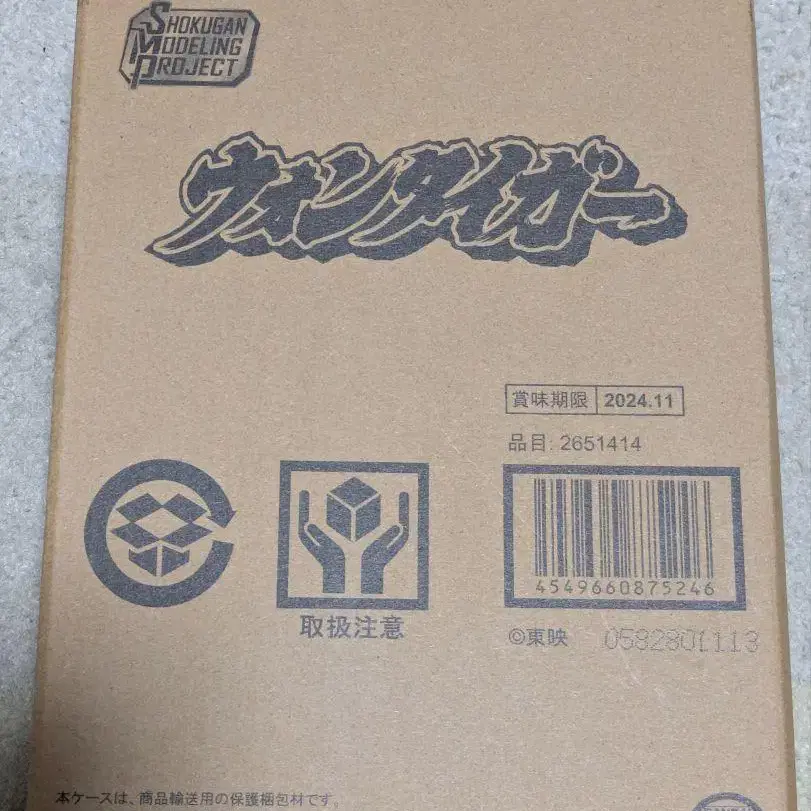 SHOKUGAN
MODELING
PROJECT
ウォンタイガー
賞味期限 2024.11
品目: 2651414
4549660875246
取扱注意
©東映 0582801113
本ケースは、商品輸送用の保護梱包材です。
BANDAI